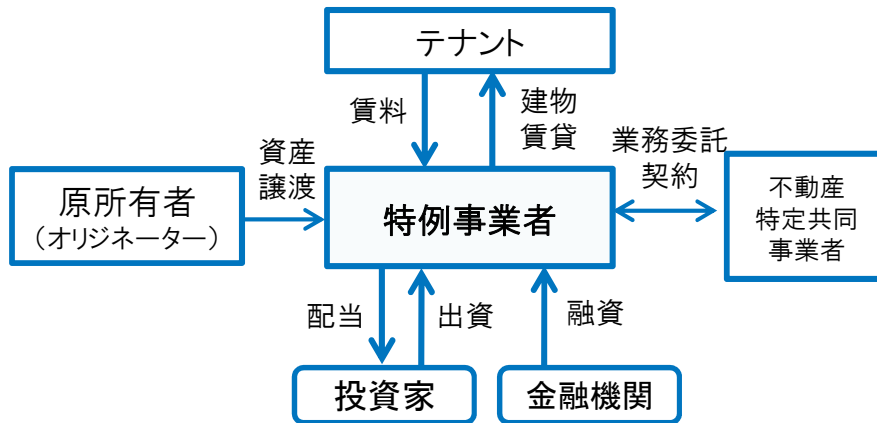 テナント
賃料
建物
賃貸
業務委託
契約
資産
譲渡
原所有者
（オリジネーター）
特例事業者
不動産
特定共同
事業者
配当
出資
融資
投資家
金融機関